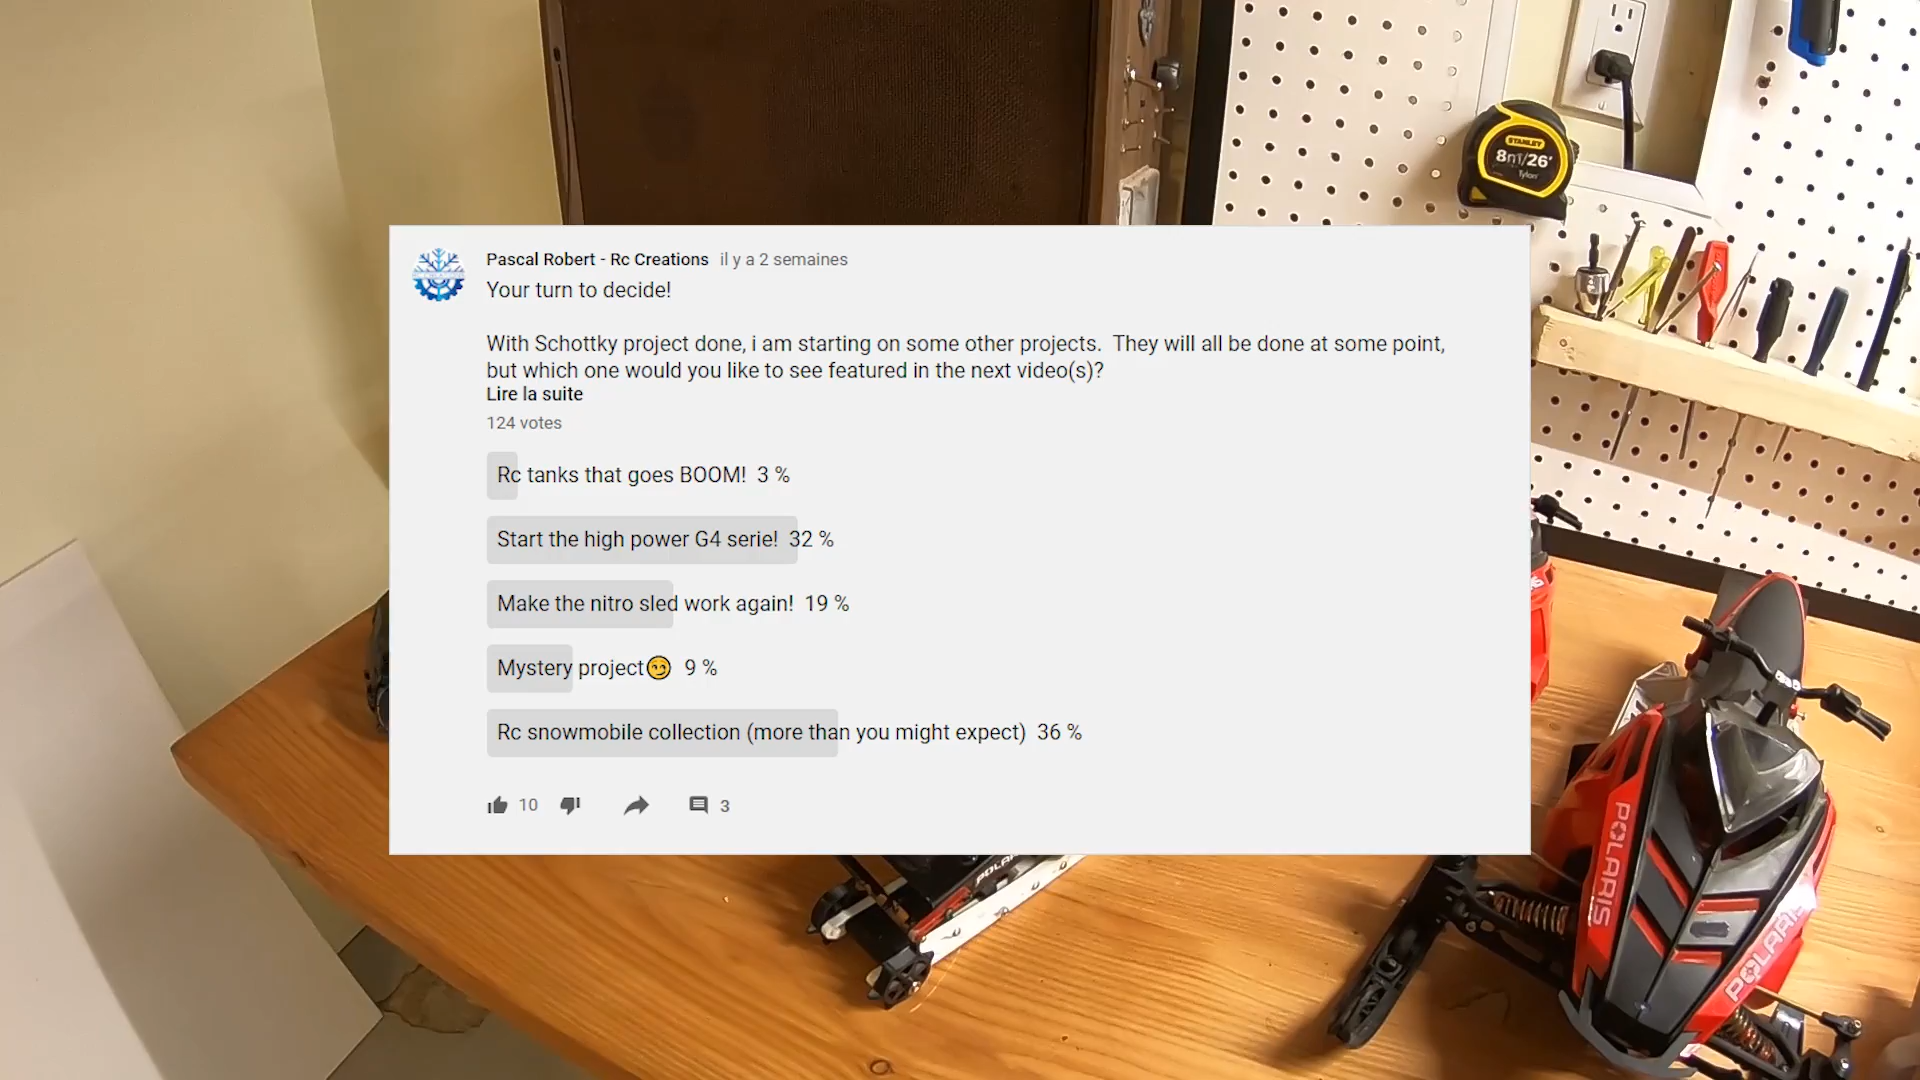 STANLEY
8m/26'
Tylon
Pascal Robert - Rc Creations il y a 2 semaines
Your turn to decide!
With Schottky project done, i am starting on some other projects. They will all be done at some point,
but which one would you like to see featured in the next video(s)?
Lire la suite
124 votes
Rc tanks that goes BOOM! 3 %
Start the high power G4 serie! 32 %
Make the nitro sled work again! 19 %
Mystery project😏 9 %
Rc snowmobile collection (more than you might expect) 36 %
10
3
POLARIS
POLARIS